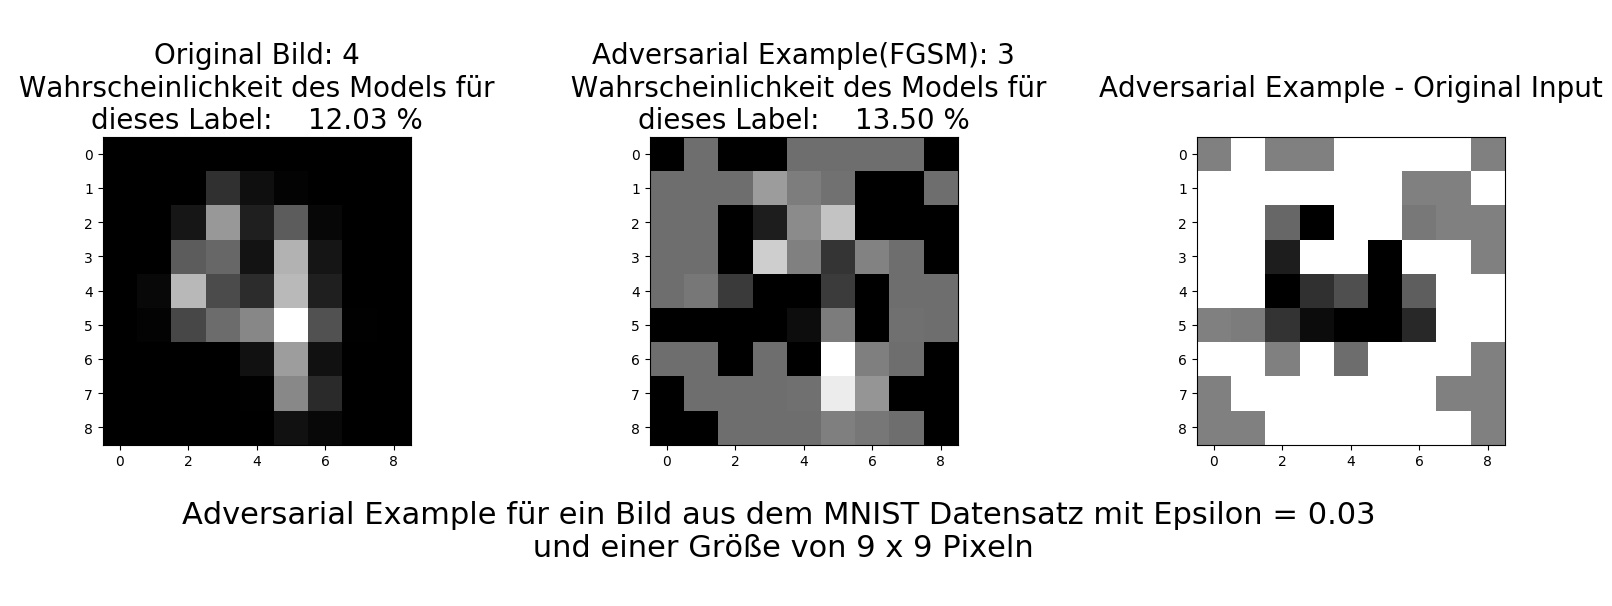 Original Bild: 4
Wahrscheinlichkeit des Models für
dieses Label: 12.03 %
0
1
2
3
4
5
6
7
8
0 2 4 6 8
Adversarial Example(FGSM): 3
Wahrscheinlichkeit des Models für
dieses Label: 13.50 %
0
1
2
3
4
5
6
7
8
0 2 4 6 8
Adversarial Example - Original Input
0
1
2
3
4
5
6
7
8
0 2 4 6 8
Adversarial Example für ein Bild aus dem MNIST Datensatz mit Epsilon = 0.03
und einer Größe von 9 x 9 Pixeln